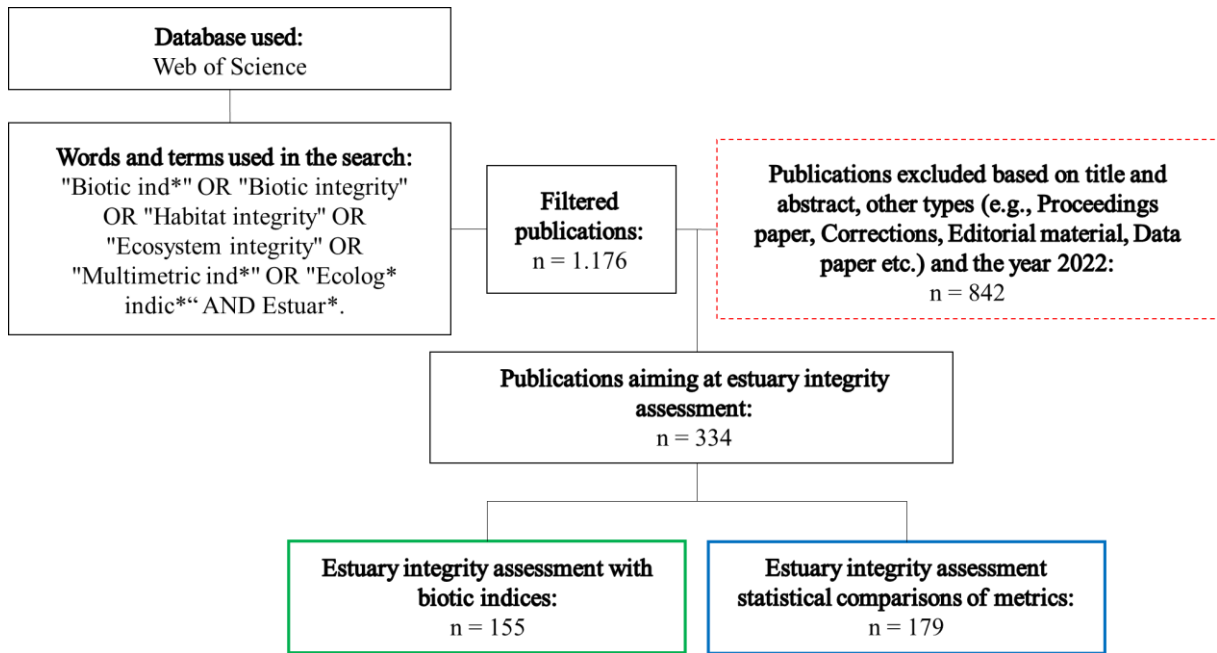 Database used:
Web of Science
Words and terms used in the search:
"Biotic ind*" OR "Biotic integrity"
OR "Habitat integrity" OR
"Ecosystem integrity" OR
"Multimetric ind*" OR "Ecolog*
indic*“ AND Estuar*.
Filtered
publications:
n = 1.176
Publications excluded based on title and
abstract, other types (e.g., Proceedings
paper, Corrections, Editorial material, Data
paper etc.) and the year 2022:
n = 842
Publications aiming at estuary integrity
assessment:
n = 334
Estuary integrity assessment with
biotic indices:
n = 155
Estuary integrity assessment
statistical comparisons of metrics:
n = 179